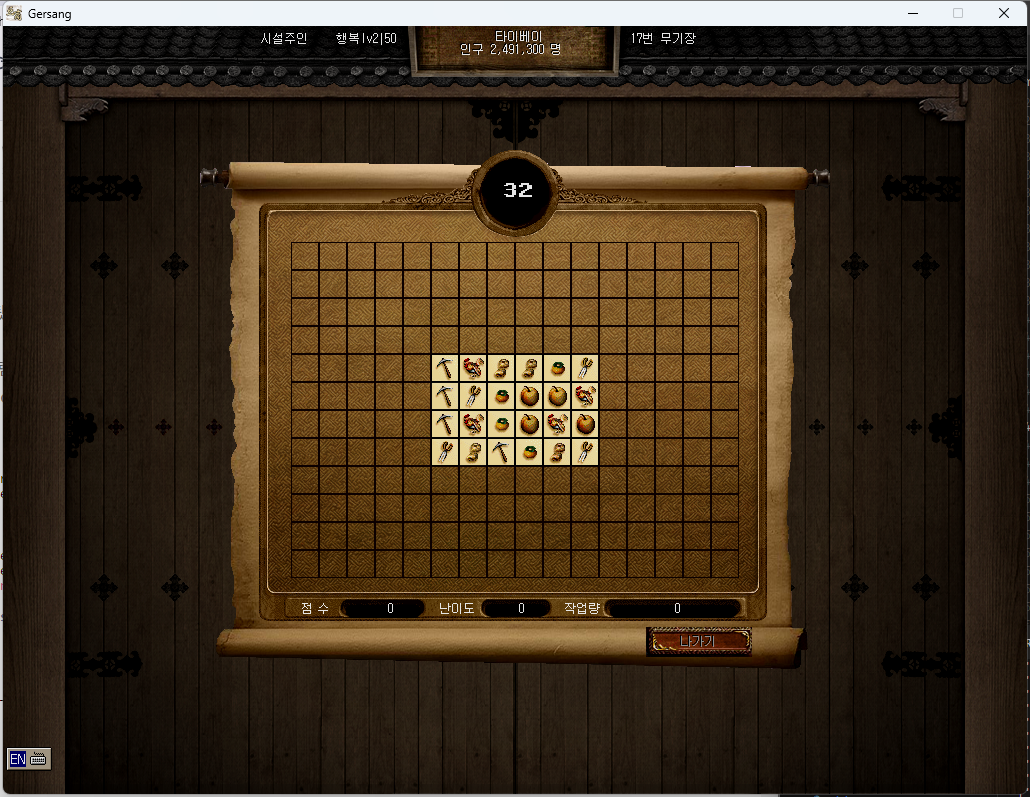 Gersang
시설주인 행복lv2|50
타이베이
인구 2,491,300 명
17번 무기장
32
점 수 0 난이도 0 작업량 0
나가기
EN